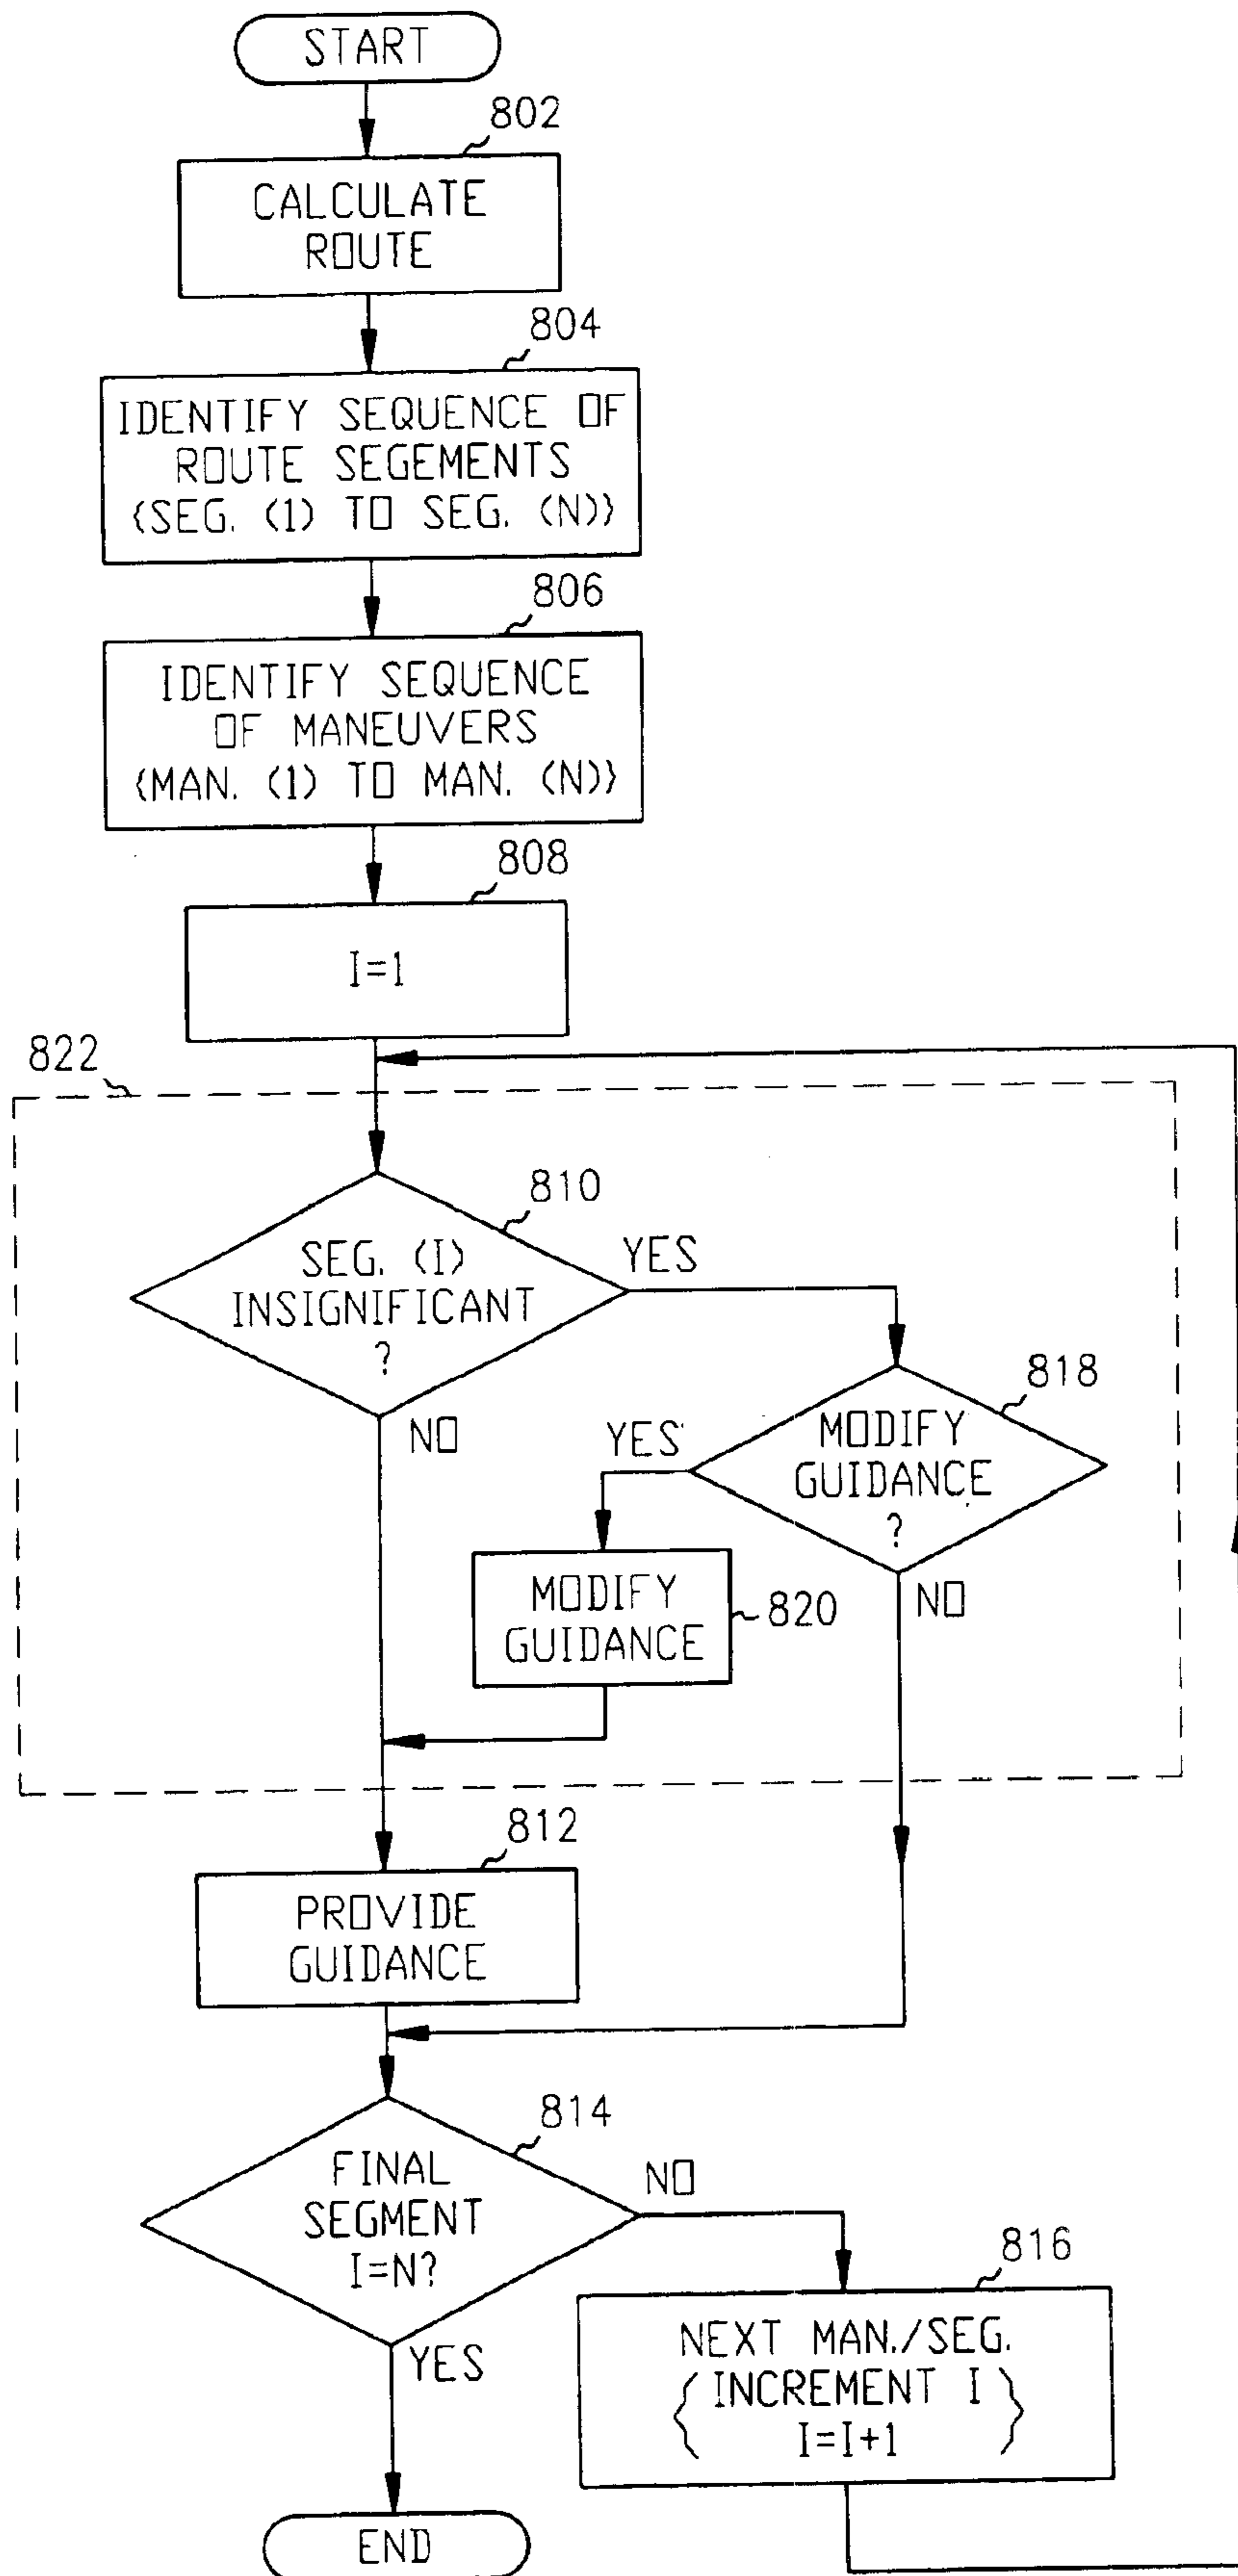 START
802
CALCULATE
ROUTE
804
IDENTIFY SEQUENCE OF
ROUTE SEGEMENTS
{SEG. (1) TO SEG. (N)}
806
IDENTIFY SEQUENCE
OF MANEUVERS
{MAN. (1) TO MAN. (N)}
808
I=1
822
810
SEG. (I)
INSIGNIFICANT
?
YES
NO
818
MODIFY
GUIDANCE
?
YES
NO
MODIFY
GUIDANCE
820
812
PROVIDE
GUIDANCE
814
FINAL
SEGMENT
I=N?
NO
YES
816
NEXT MAN./SEG.
{INCREMENT I
I=I+1}
END